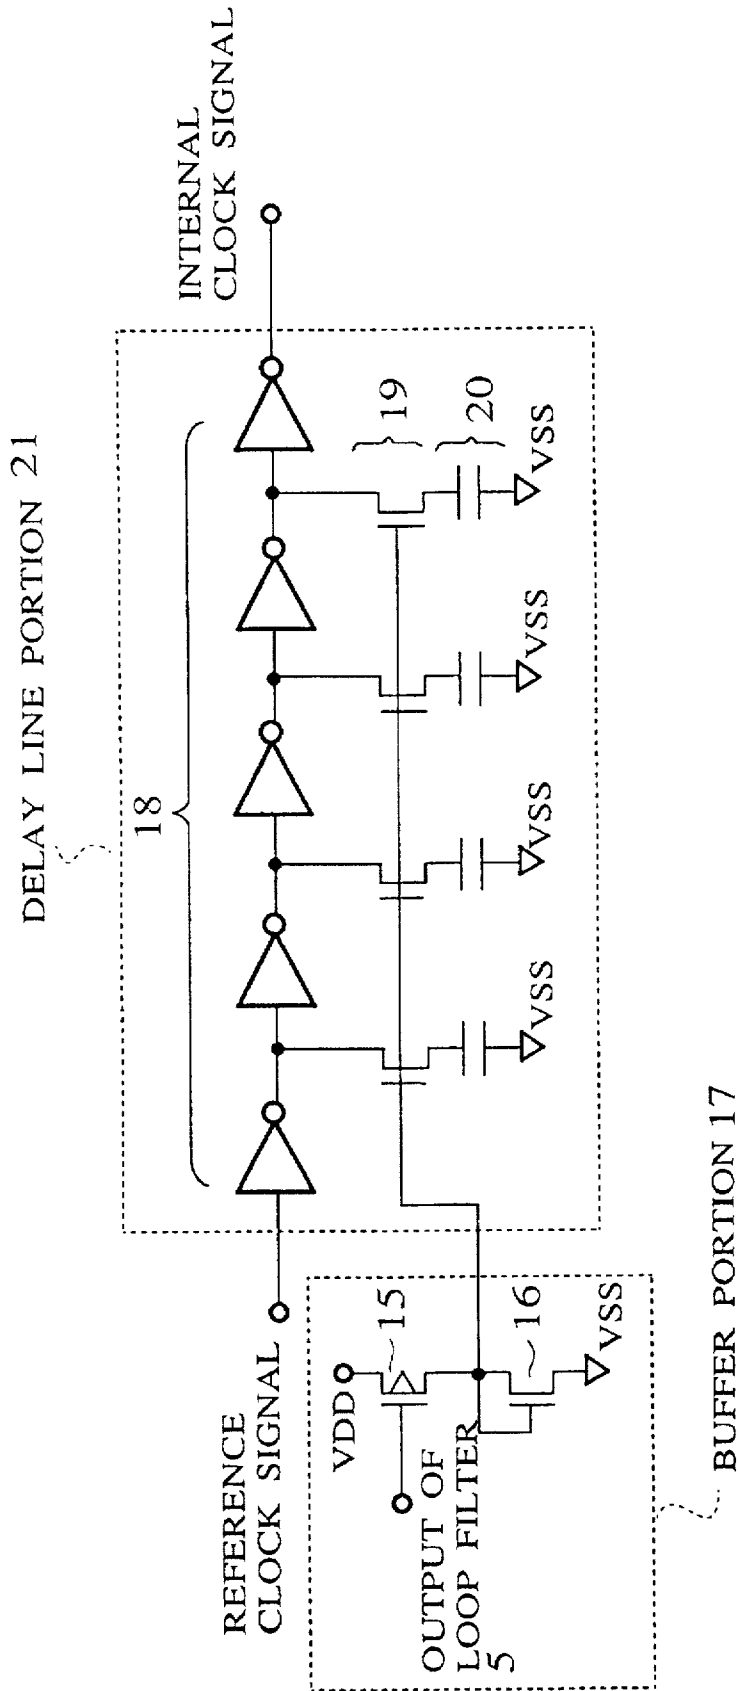 DELAY LINE PORTION 21
18
INTERNAL
CLOCK SIGNAL
19
20
VSS
VSS
VSS
VSS
REFERENCE
CLOCK SIGNAL
VDD
15
16
VSS
OUTPUT OF
LOOP FILTER
5
BUFFER PORTION 17